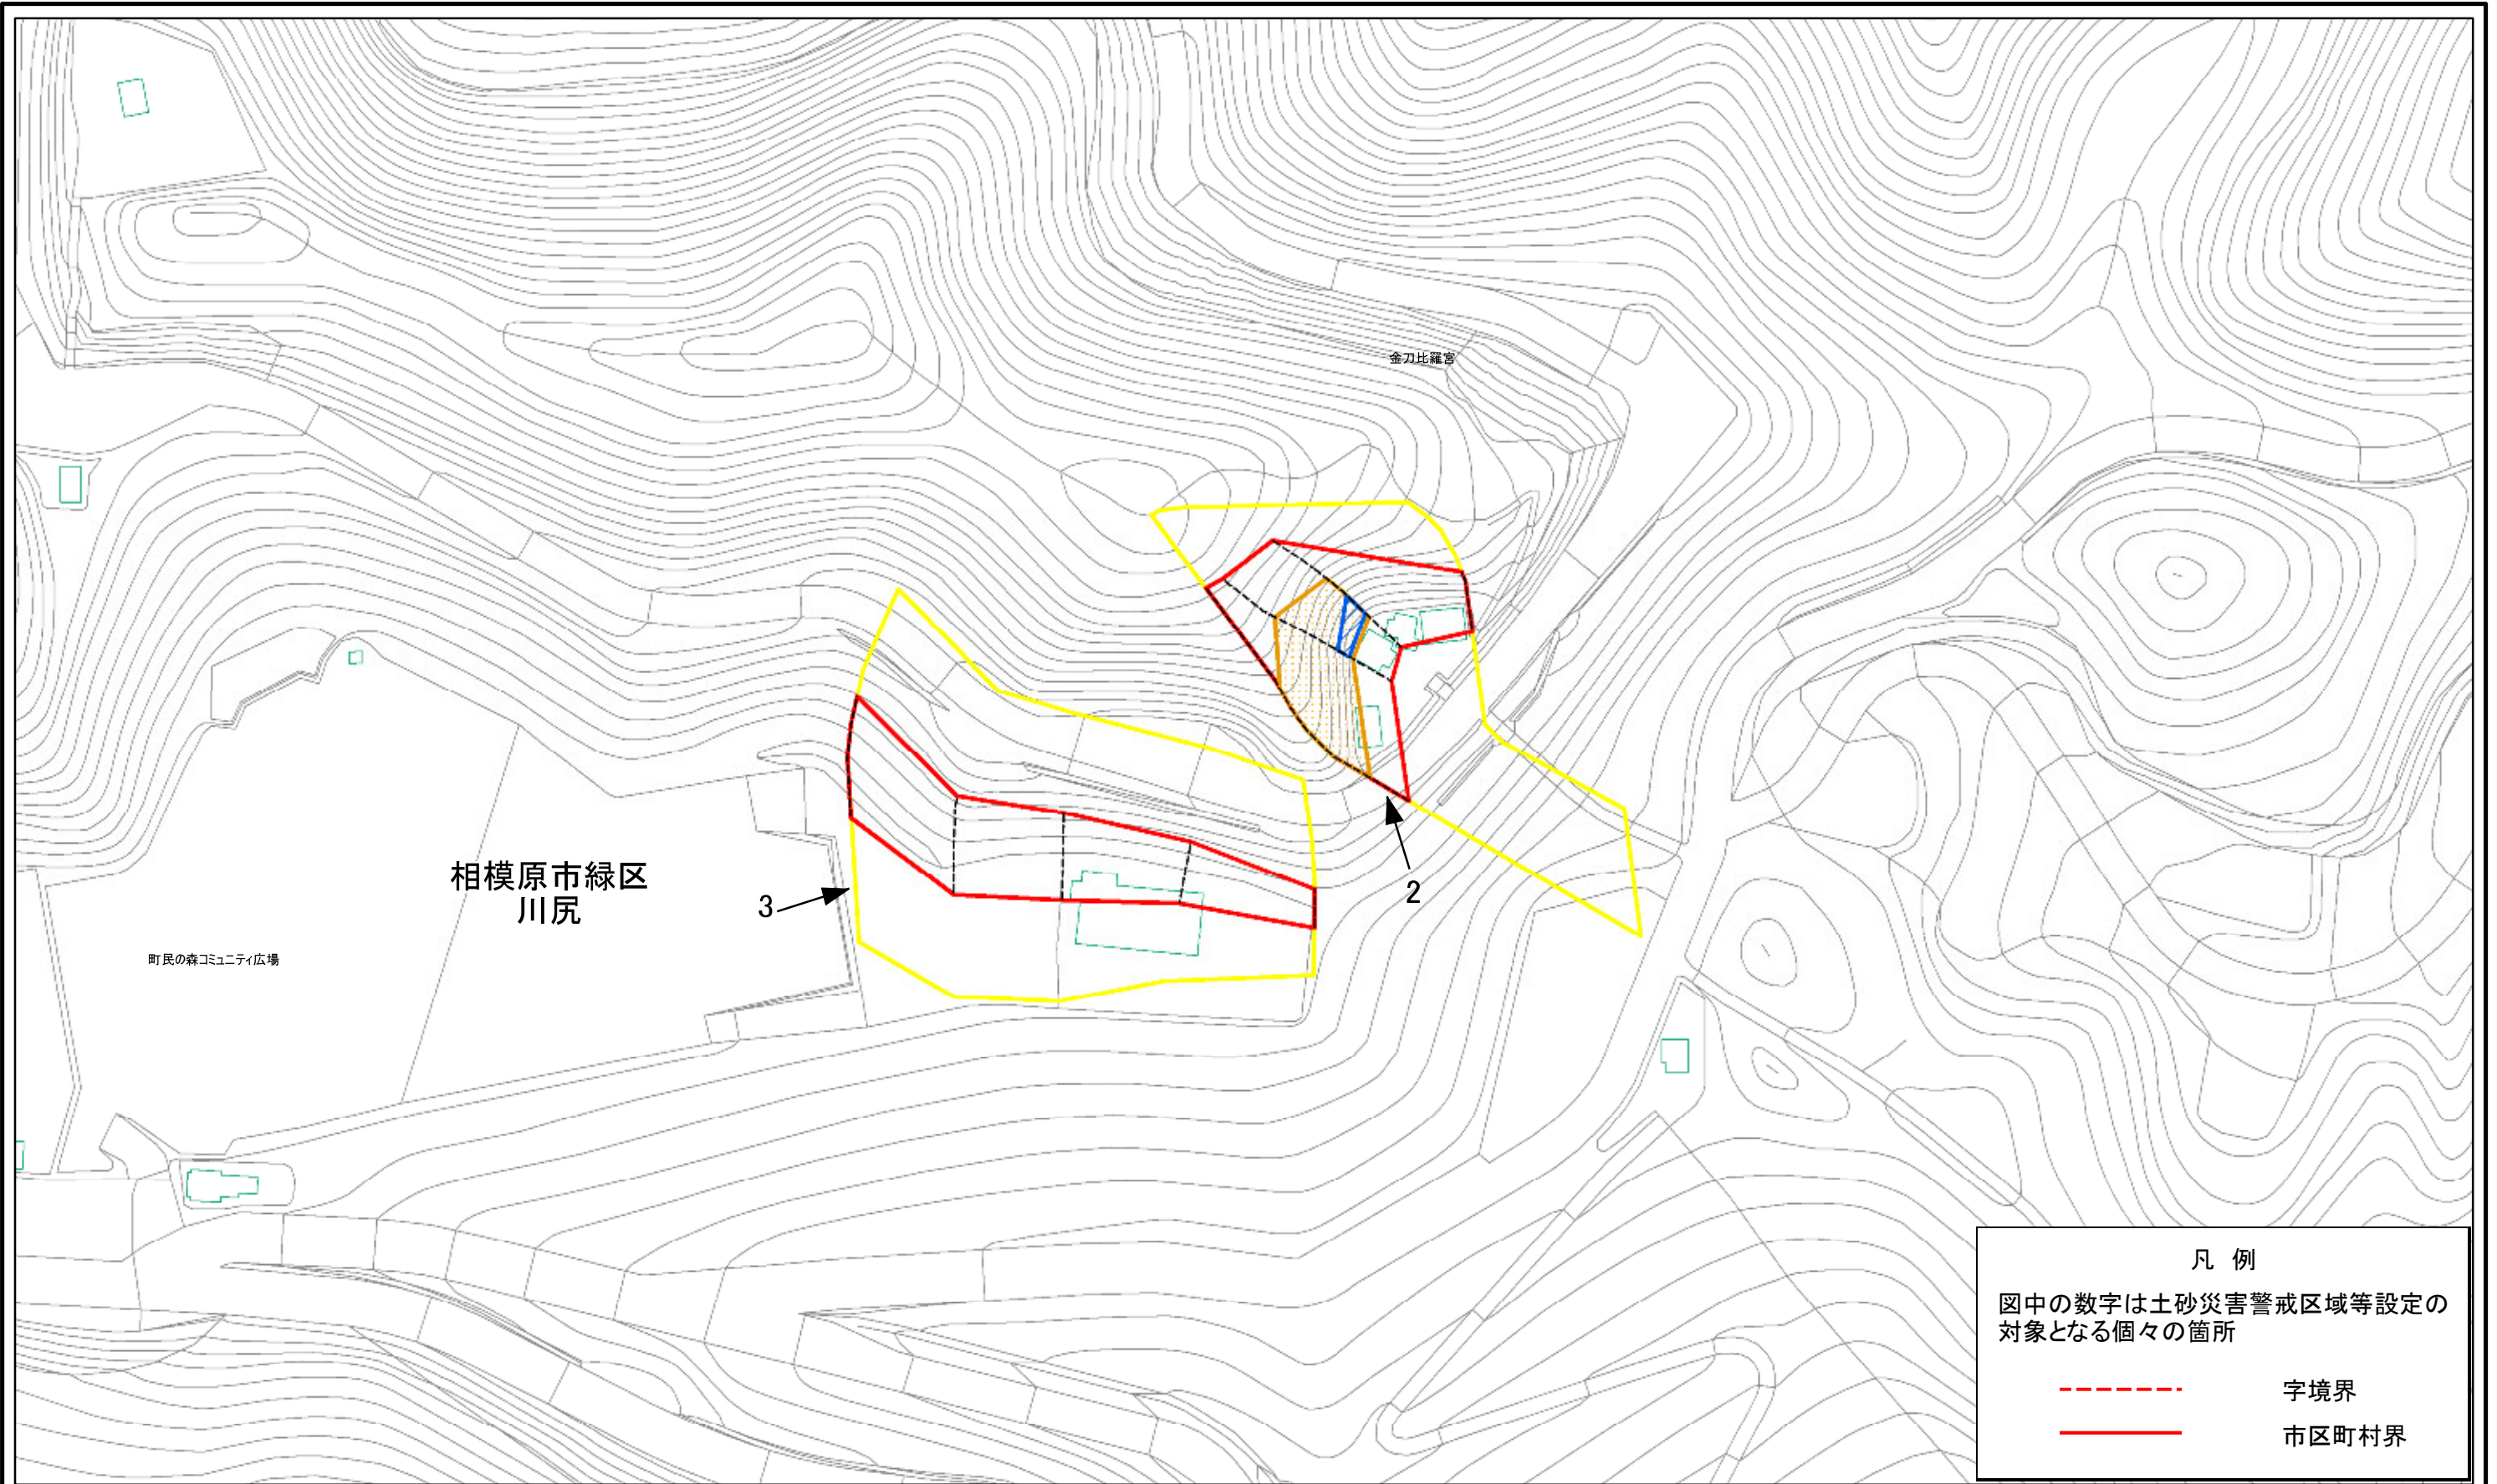 金刀比羅宮
相模原市緑区
川尻
3
2
町民の森コミュニティ広場
凡 例
図中の数字は土砂災害警戒区域等設定の
対象となる個々の箇所
字境界
市区町村界